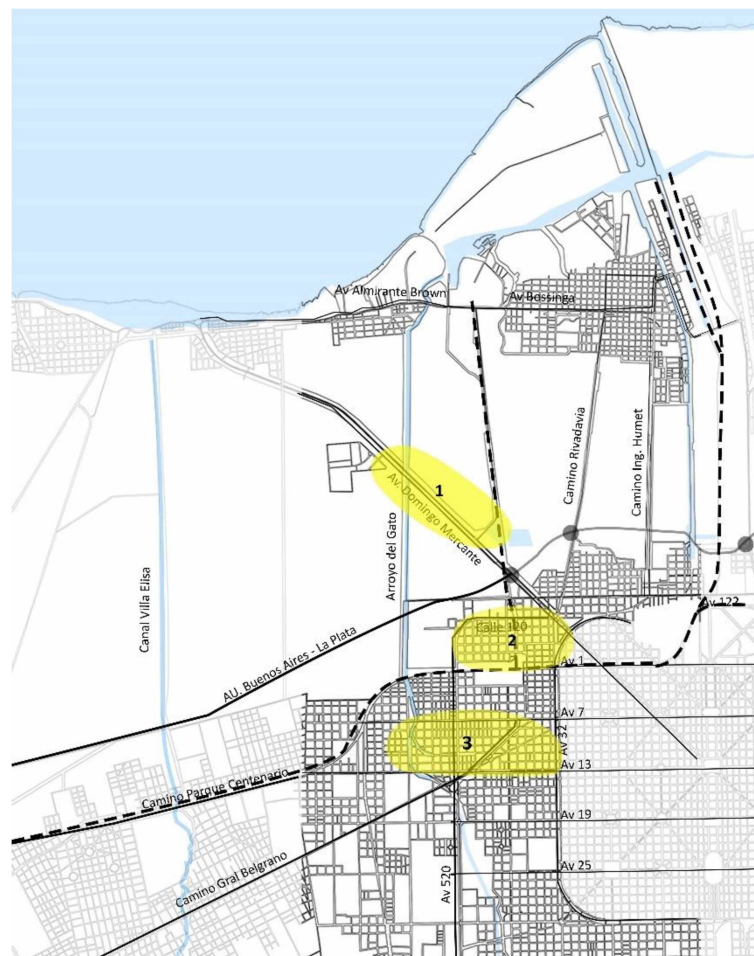 Av Almirante Brown
Av Bossinga
Camino Rivadavia
Camino Ing. Humet
1
Av. Domingo Mercante
Arroyo del Gato
Canal Villa Elisa
Av 122
Calle 120
2
AU. Buenos Aires - La Plata
Av 1
Av 7
3
Av 32
Av 13
Camino Parque Centenario
Av 19
Camino Gral Belgrano
Av 520
Av 25